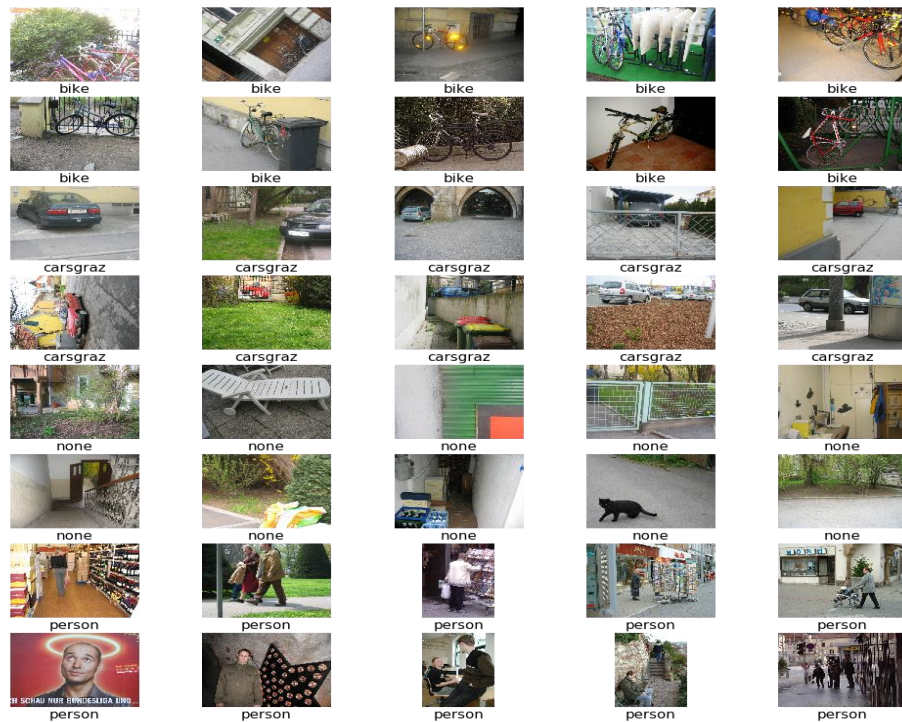 bike bike bike bike bike
bike bike bike bike bike
carsgraz carsgraz carsgraz carsgraz carsgraz
carsgraz carsgraz carsgraz carsgraz carsgraz
none none none none none
none none none none none
person person person person person
CH SCHAU NUR BUNDESLIGA UND...
person person person person person